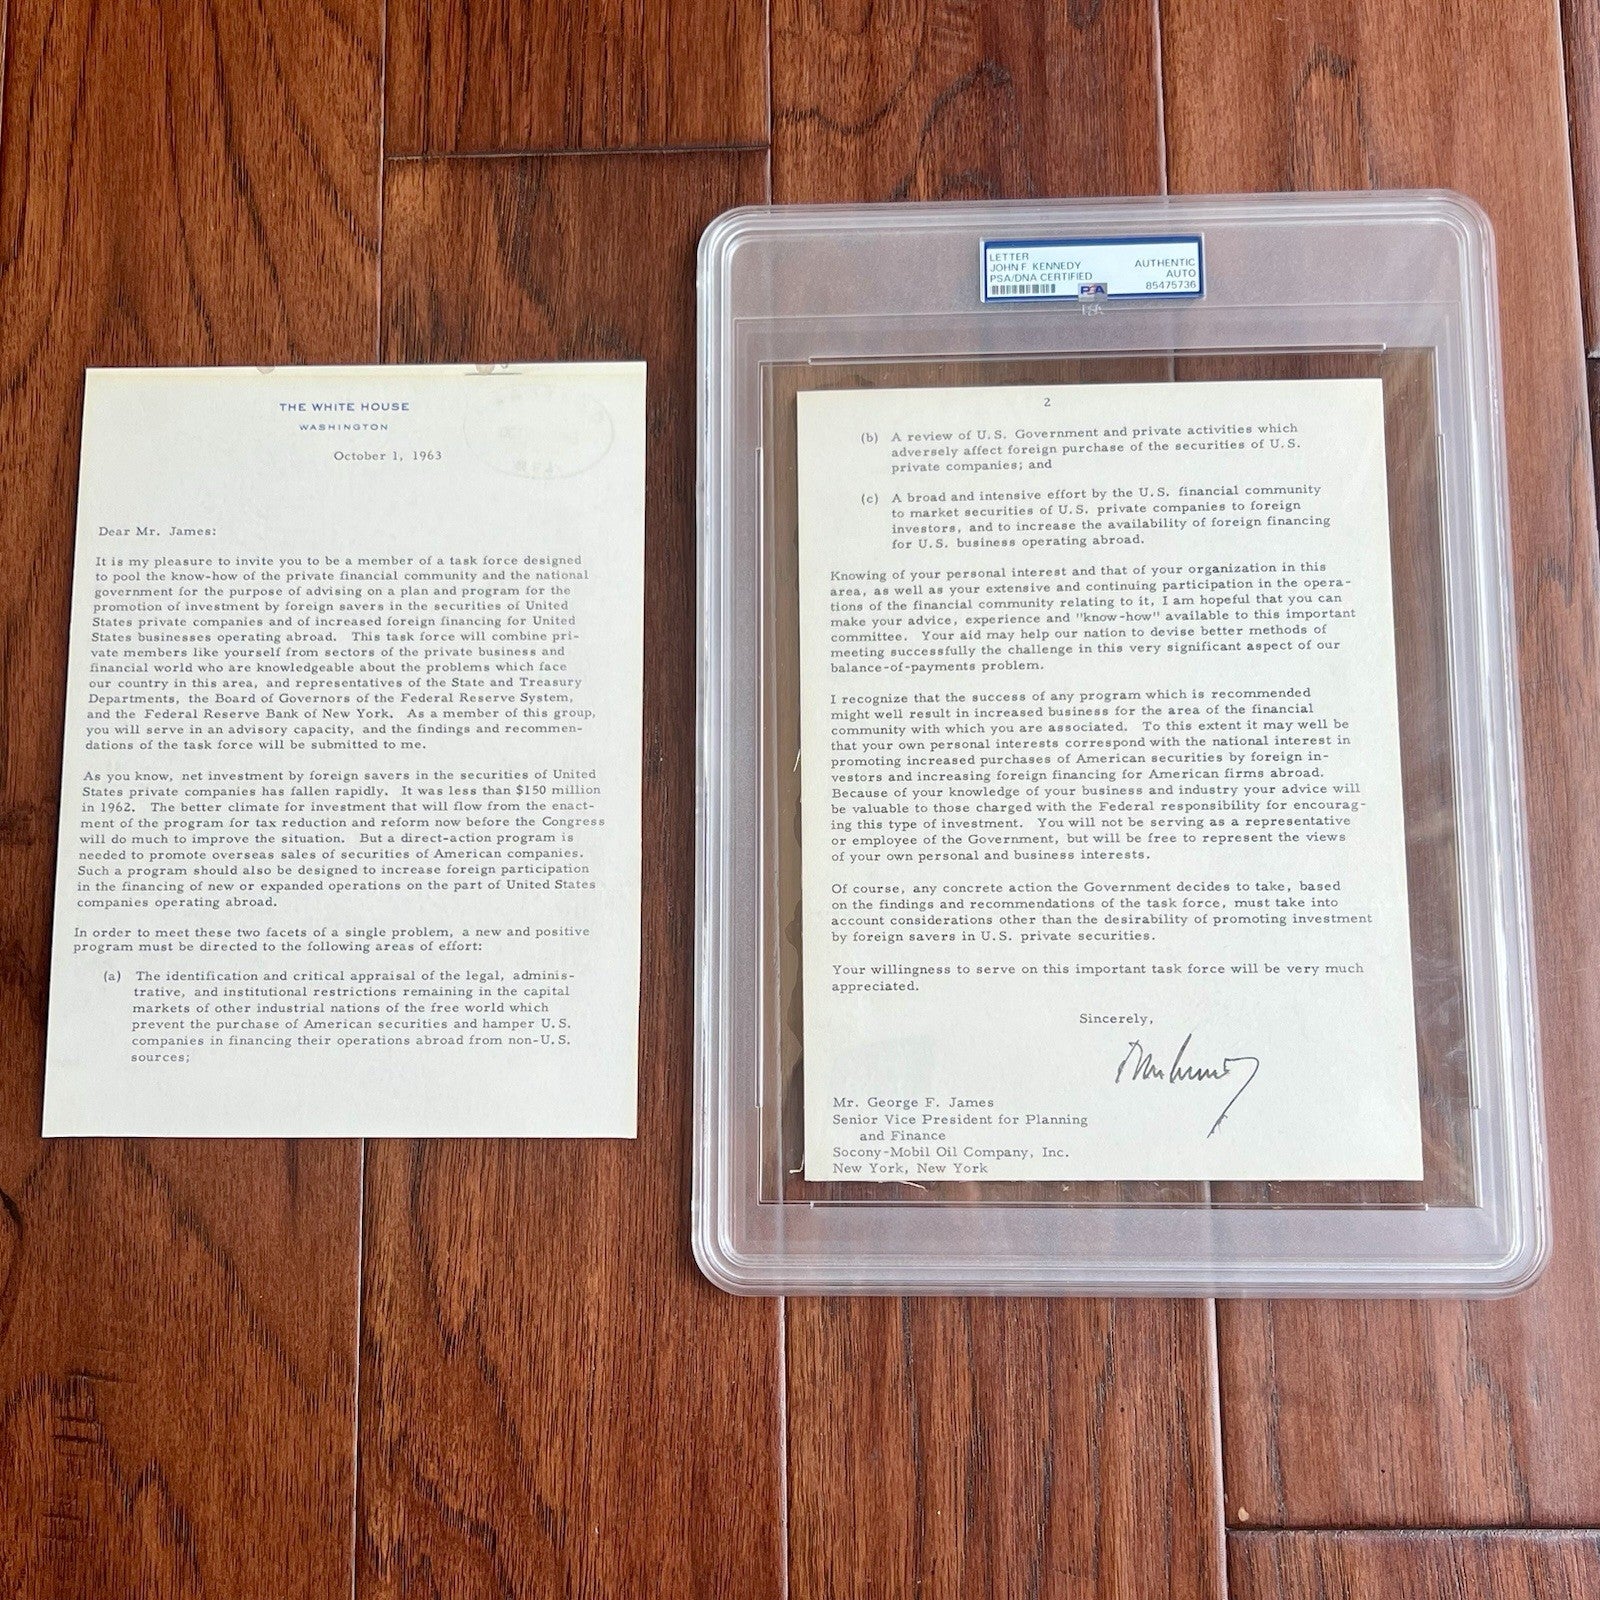 THE WHITE HOUSE
WASHINGTON
October 1, 1963
Dear Mr. James:
It is my pleasure to invite you to be a member of a task force designed
to pool the know-how of the private financial community and the national
government for the purpose of advising on a plan and program for the
promotion of investment by foreign savers in the securities of United
States private companies and of increased foreign financing for United
States businesses operating abroad. This task force will combine pri-
vate members like yourself from sectors of the private business and
financial world who are knowledgeable about the problems which face
our country in this area, and representatives of the State and Treasury
Departments, the Board of Governors of the Federal Reserve System,
and the Federal Reserve Bank of New York. As a member of this group,
you will serve in an advisory capacity, and the findings and recommen-
dations of the task force will be submitted to me.
As you know, net investment by foreign savers in the securities of United
States private companies has fallen rapidly. It was less than $150 million
in 1962. The better climate for investment that will flow from the enact-
ment of the program for tax reduction and reform now before the Congress
will do much to improve the situation. But a direct-action program is
needed to promote overseas sales of securities of American companies.
Such a program should also be designed to increase foreign participation
in the financing of new or expanded operations on the part of United States
companies operating abroad.
In order to meet these two facets of a single problem, a new and positive
program must be directed to the following areas of effort:
(a) The identification and critical appraisal of the legal, adminis-
trative, and institutional restrictions remaining in the capital
markets of other industrial nations of the free world which
prevent the purchase of American securities and hamper U.S.
companies in financing their operations abroad from non-U.S.
sources;
LETTER
JOHN F. KENNEDY
PSA/DNA CERTIFIED
AUTHENTIC
AUTO
85475736
PSA
2
(b) A review of U.S. Government and private activities which
adversely affect foreign purchase of the securities of U.S.
private companies; and
(c) A broad and intensive effort by the U.S. financial community
to market securities of U.S. private companies to foreign
investors, and to increase the availability of foreign financing
for U.S. business operating abroad.
Knowing of your personal interest and that of your organization in this
area, as well as your extensive and continuing participation in the opera-
tions of the financial community relating to it, I am hopeful that you can
make your advice, experience and "know-how" available to this important
committee. Your aid may help our nation to devise better methods of
meeting successfully the challenge in this very significant aspect of our
balance-of-payments problem.
I recognize that the success of any program which is recommended
might well result in increased business for the area of the financial
community with which you are associated. To this extent it may well be
that your own personal interests correspond with the national interest in
promoting increased purchases of American securities by foreign in-
vestors and increasing foreign financing for American firms abroad.
Because of your knowledge of your business and industry your advice will
be valuable to those charged with the Federal responsibility for encourag-
ing this type of investment. You will not be serving as a representative
or employee of the Government, but will be free to represent the views
of your own personal and business interests.
Of course, any concrete action the Government decides to take, based
on the findings and recommendations of the task force, must take into
account considerations other than the desirability of promoting investment
by foreign savers in U.S. private securities.
Your willingness to serve on this important task force will be very much
appreciated.
Sincerely,
Mr. George F. James
Senior Vice President for Planning
and Finance
Socony-Mobil Oil Company, Inc.
New York, New York